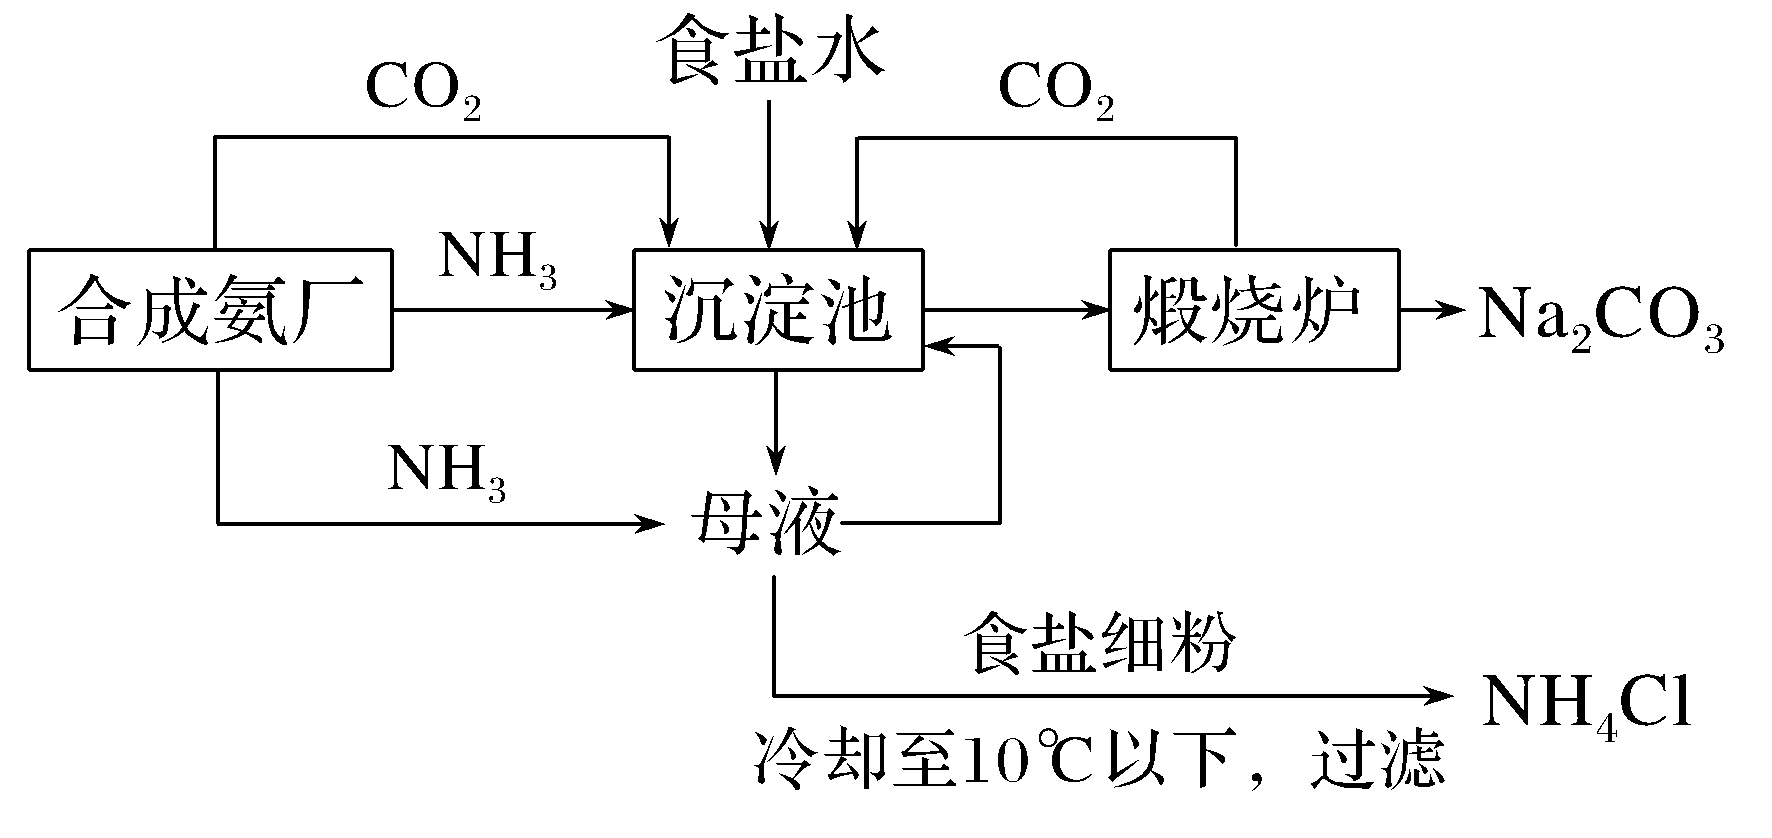 食盐水
CO₂
CO₂
NH₃
合成氨厂
沉淀池
煅烧炉
Na₂CO₃
NH₃
母液
食盐细粉
NH₄Cl
冷却至10℃以下，过滤